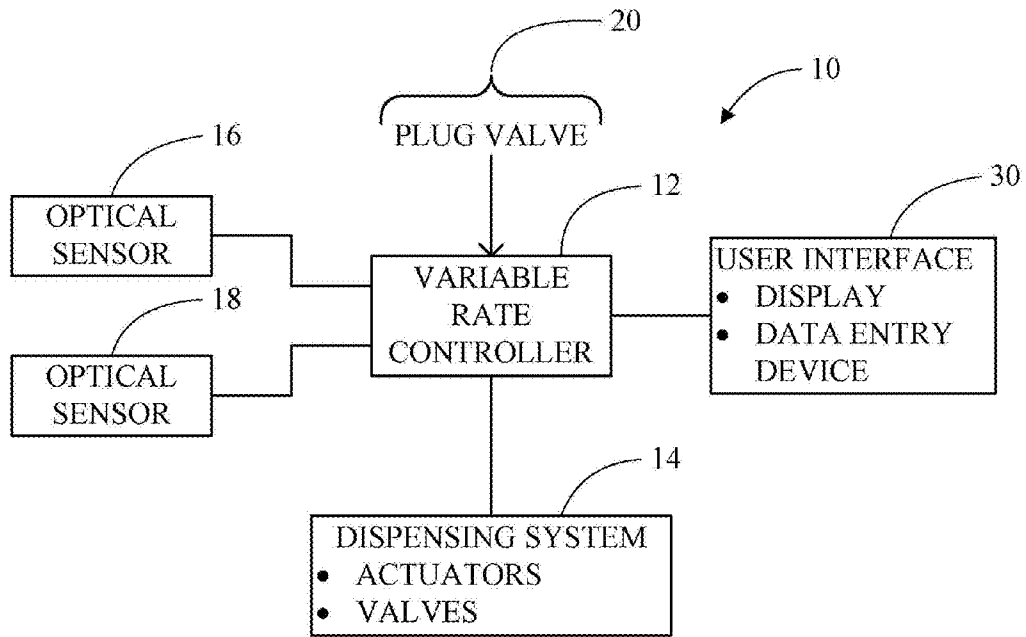 20
10
PLUG VALVE
16
12
30
OPTICAL
SENSOR
VARIABLE
RATE
CONTROLLER
USER INTERFACE
• DISPLAY
• DATA ENTRY
DEVICE
18
OPTICAL
SENSOR
14
DISPENSING SYSTEM
• ACTUATORS
• VALVES